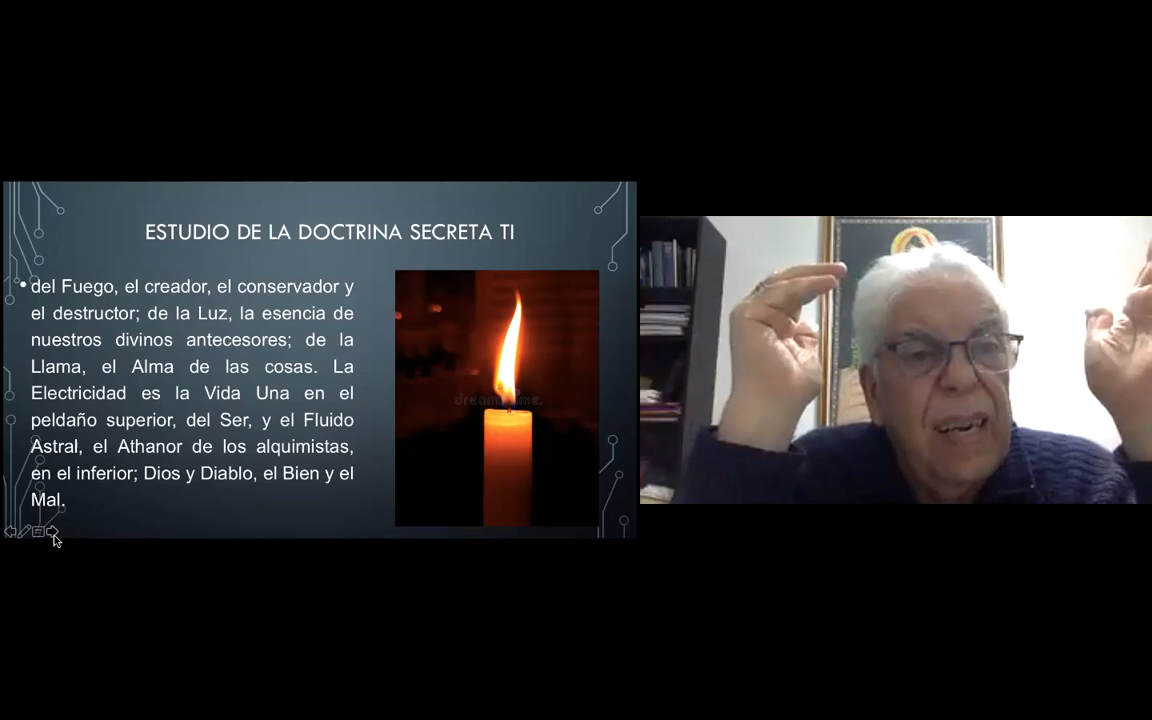 ESTUDIO DE LA DOCTRINA SECRETA TI
• del Fuego, el creador, el conservador y
el destructor; de la Luz, la esencia de
nuestros divinos antecesores; de la
Llama, el Alma de las cosas. La
Electricidad es la Vida Una en el
peldaño superior, del Ser, y el Fluido
Astral, el Athanor de los alquimistas,
en el inferior; Dios y Diablo, el Bien y el
Mal.